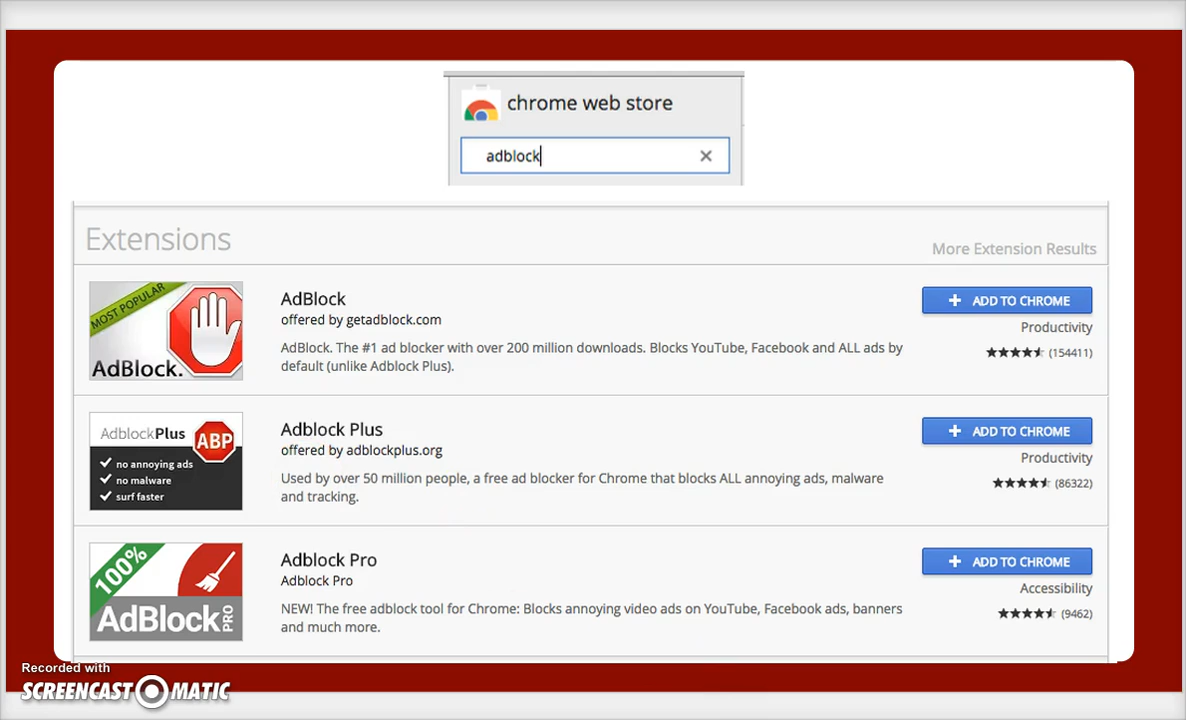 chrome web store
adblock
Extensions
More Extension Results
MOST POPULAR
AdBlock.
AdBlock
offered by getadblock.com
AdBlock. The #1 ad blocker with over 200 million downloads. Blocks YouTube, Facebook and ALL ads by
default (unlike Adblock Plus).
ADD TO CHROME
Productivity
(154411)
AdblockPlus
ABP
no annoying ads
no malware
surf faster
Adblock Plus
offered by adblockplus.org
Used by over 50 million people, a free ad blocker for Chrome that blocks ALL annoying ads, malware
and tracking.
ADD TO CHROME
Productivity
(86322)
100%
AdBlock PRO
Adblock Pro
Adblock Pro
NEW! The free adblock tool for Chrome: Blocks annoying video ads on YouTube, Facebook ads, banners
and much more.
ADD TO CHROME
Accessibility
(9462)
Recorded with
SCREENCAST-O-MATIC